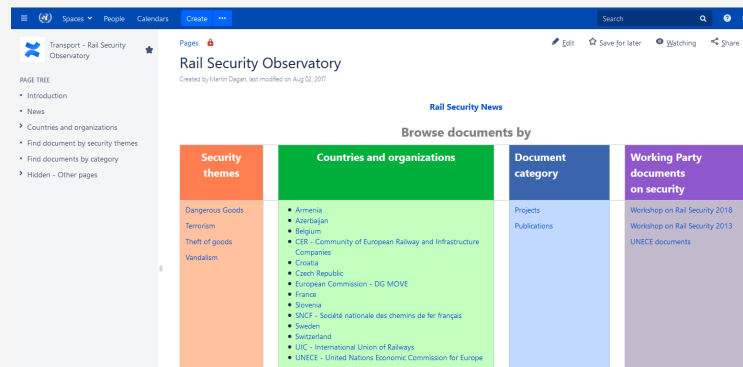 Spaces People Calendars Create ••• Search
Transport - Rail Security
Observatory
PAGE TREE
• Introduction
• News
Countries and organizations
• Find document by security themes
• Find documents by category
Hidden - Other pages
Pages
Edit Save for later Watching Share
Rail Security Observatory
Created by Martin Dagan, last modified on Aug 02, 2017
Rail Security News
Browse documents by
Security
themes
Dangerous Goods
Terrorism
Theft of goods
Vandalism
Countries and organizations
• Armenia
• Azerbaijan
• Belgium
• CER - Community of European Railway and Infrastructure
Companies
• Croatia
• Czech Republic
• European Commission - DG MOVE
• France
• Slovenia
• SNCF - Société nationale des chemins de fer français
• Sweden
• Switzerland
• UIC - International Union of Railways
• UNECE - United Nations Economic Commission for Europe
Document
category
Projects
Publications
Working Party
documents
on security
Workshop on Rail Security 2018
Workshop on Rail Security 2013
UNECE documents